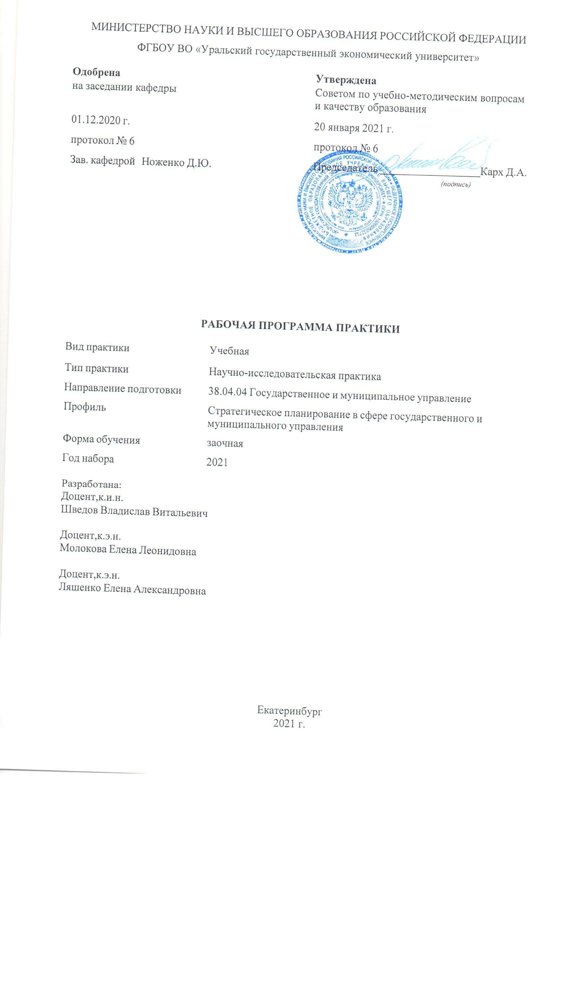 МИНИСТЕРСТВО НАУКИ И ВЫСШЕГО ОБРАЗОВАНИЯ РОССИЙСКОЙ ФЕДЕРАЦИИ
ФГБОУ ВО «Уральский государственный экономический университет»
Одобрена
на заседании кафедры
01.12.2020 г.
протокол № 6
Зав. кафедрой Ноженко Д.Ю.
Утверждена
Советом по учебно-методическим вопросам
и качеству образования
20 января 2021 г.
протокол № 6
Председатель Карх Д.А.
(подпись)
РАБОЧАЯ ПРОГРАММА ПРАКТИКИ
Вид практики Учебная
Тип практики Научно-исследовательская практика
Направление подготовки 38.04.04 Государственное и муниципальное управление
Профиль Стратегическое планирование в сфере государственного и
муниципального управления
Форма обучения заочная
Год набора 2021
Разработана:
Доцент,к.и.н.
Шведов Владислав Витальевич
Доцент,к.э.н.
Молокова Елена Леонидовна
Доцент,к.э.н.
Ляшенко Елена Александровна
Екатеринбург
2021 г.